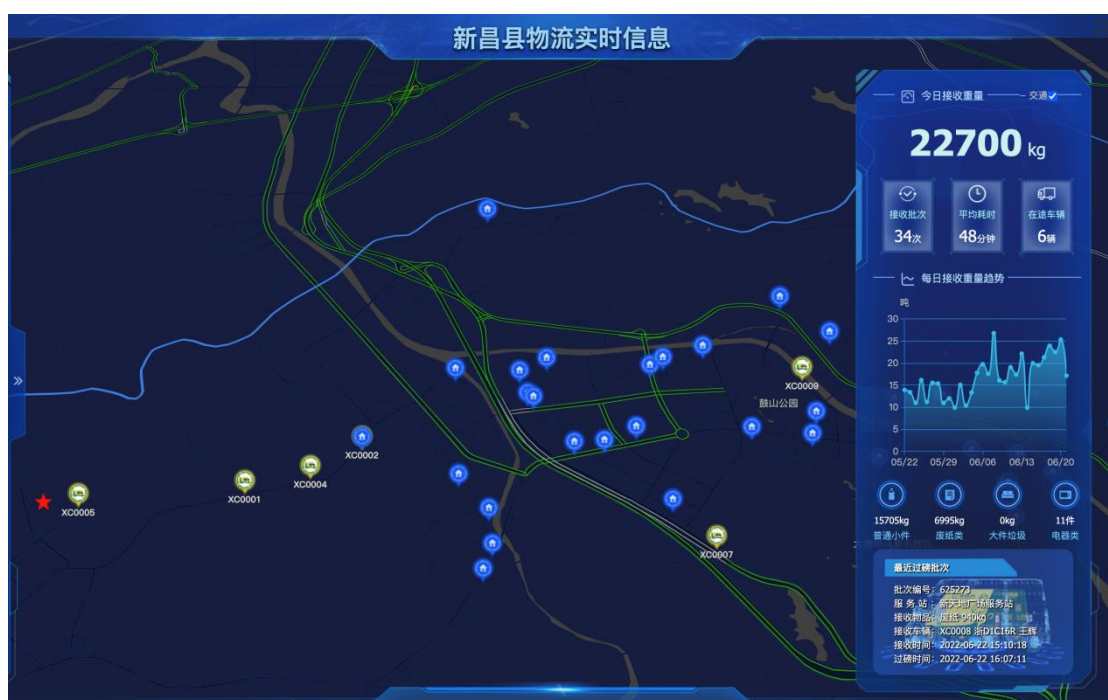 新昌县物流实时信息
今日接收重量
交通
22700 kg
接收批次
平均耗时
在途车辆
34次
48分钟
6辆
每日接收重量趋势
吨
30
25
20
15
10
5
0
05/22 05/29 06/06 06/13 06/20
15705kg 6995kg 0kg 11件
普通小件 废纸类 大件垃圾 电器类
最近过磅批次
批次编号：625273
服 务 站：新天地广场服务站
接收物品：废纸 940kg
接收车辆：XC0008 浙D1C16R 王辉
接收时间：2022-06-22 15:10:18
过磅时间：2022-06-22 16:07:11
XC0009
鼓山公园
XC0002
XC0004
XC0001
XC0005
XC0007